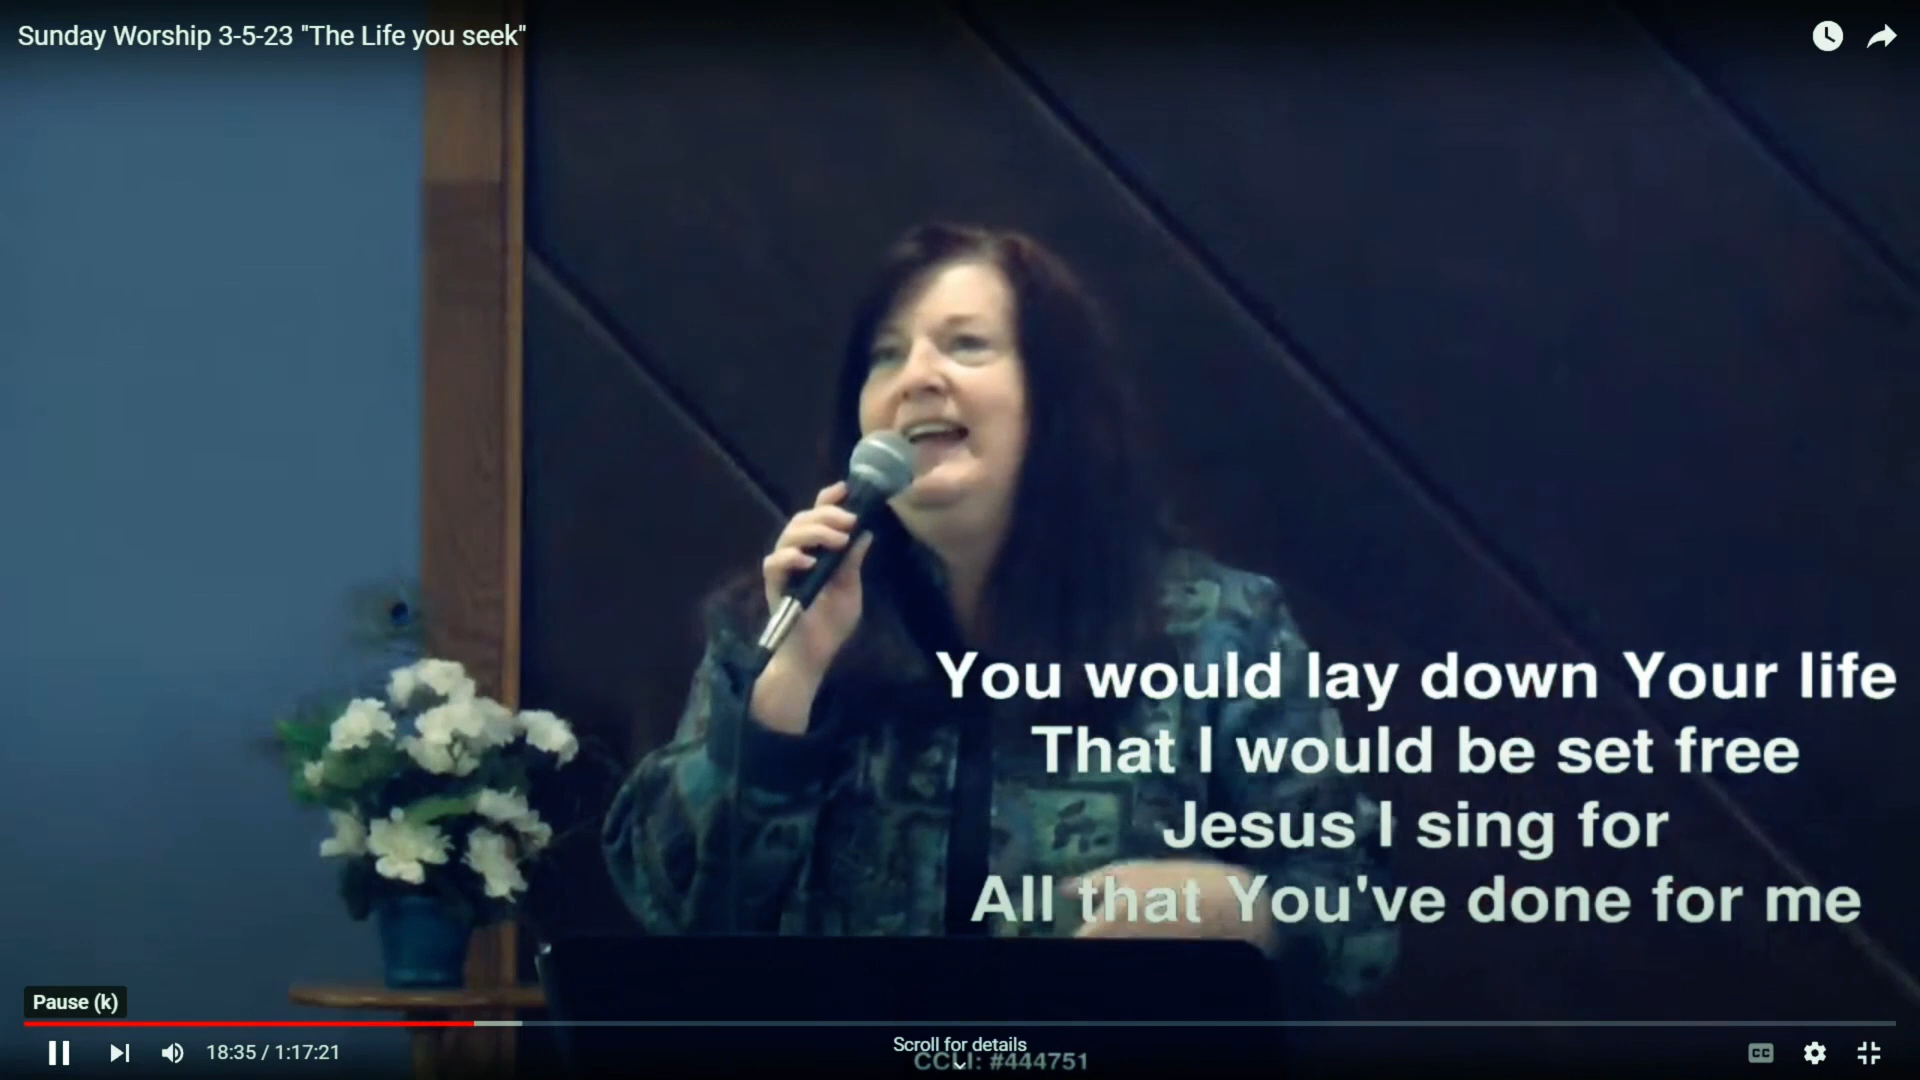 Sunday Worship 3-5-23 "The Life you seek"
You would lay down Your life
That I would be set free
Jesus I sing for
All that You've done for me
Pause (k)
18:35 / 1:17:21
Scroll for details
CCLI: #444751
CC